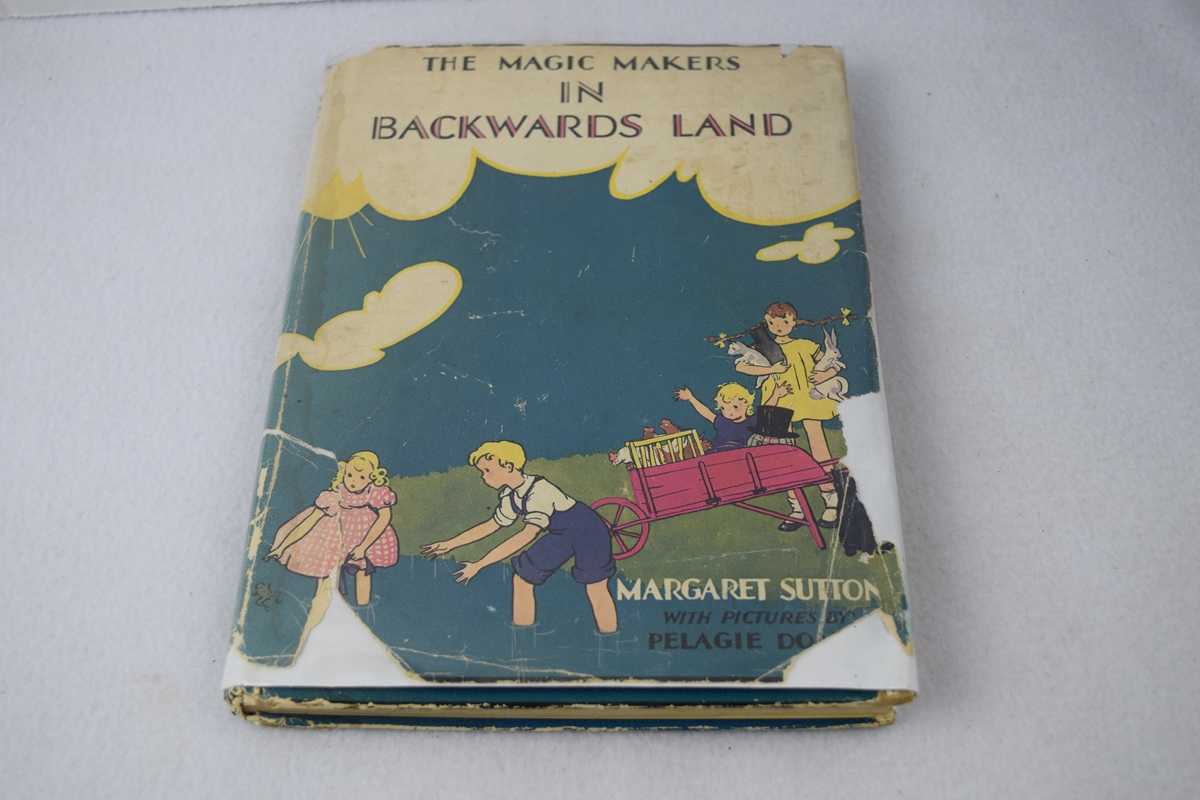 THE MAGIC MAKERS
IN
BACKWARDS LAND
MARGARET SUTTON
WITH PICTURES BY
PELAGIE